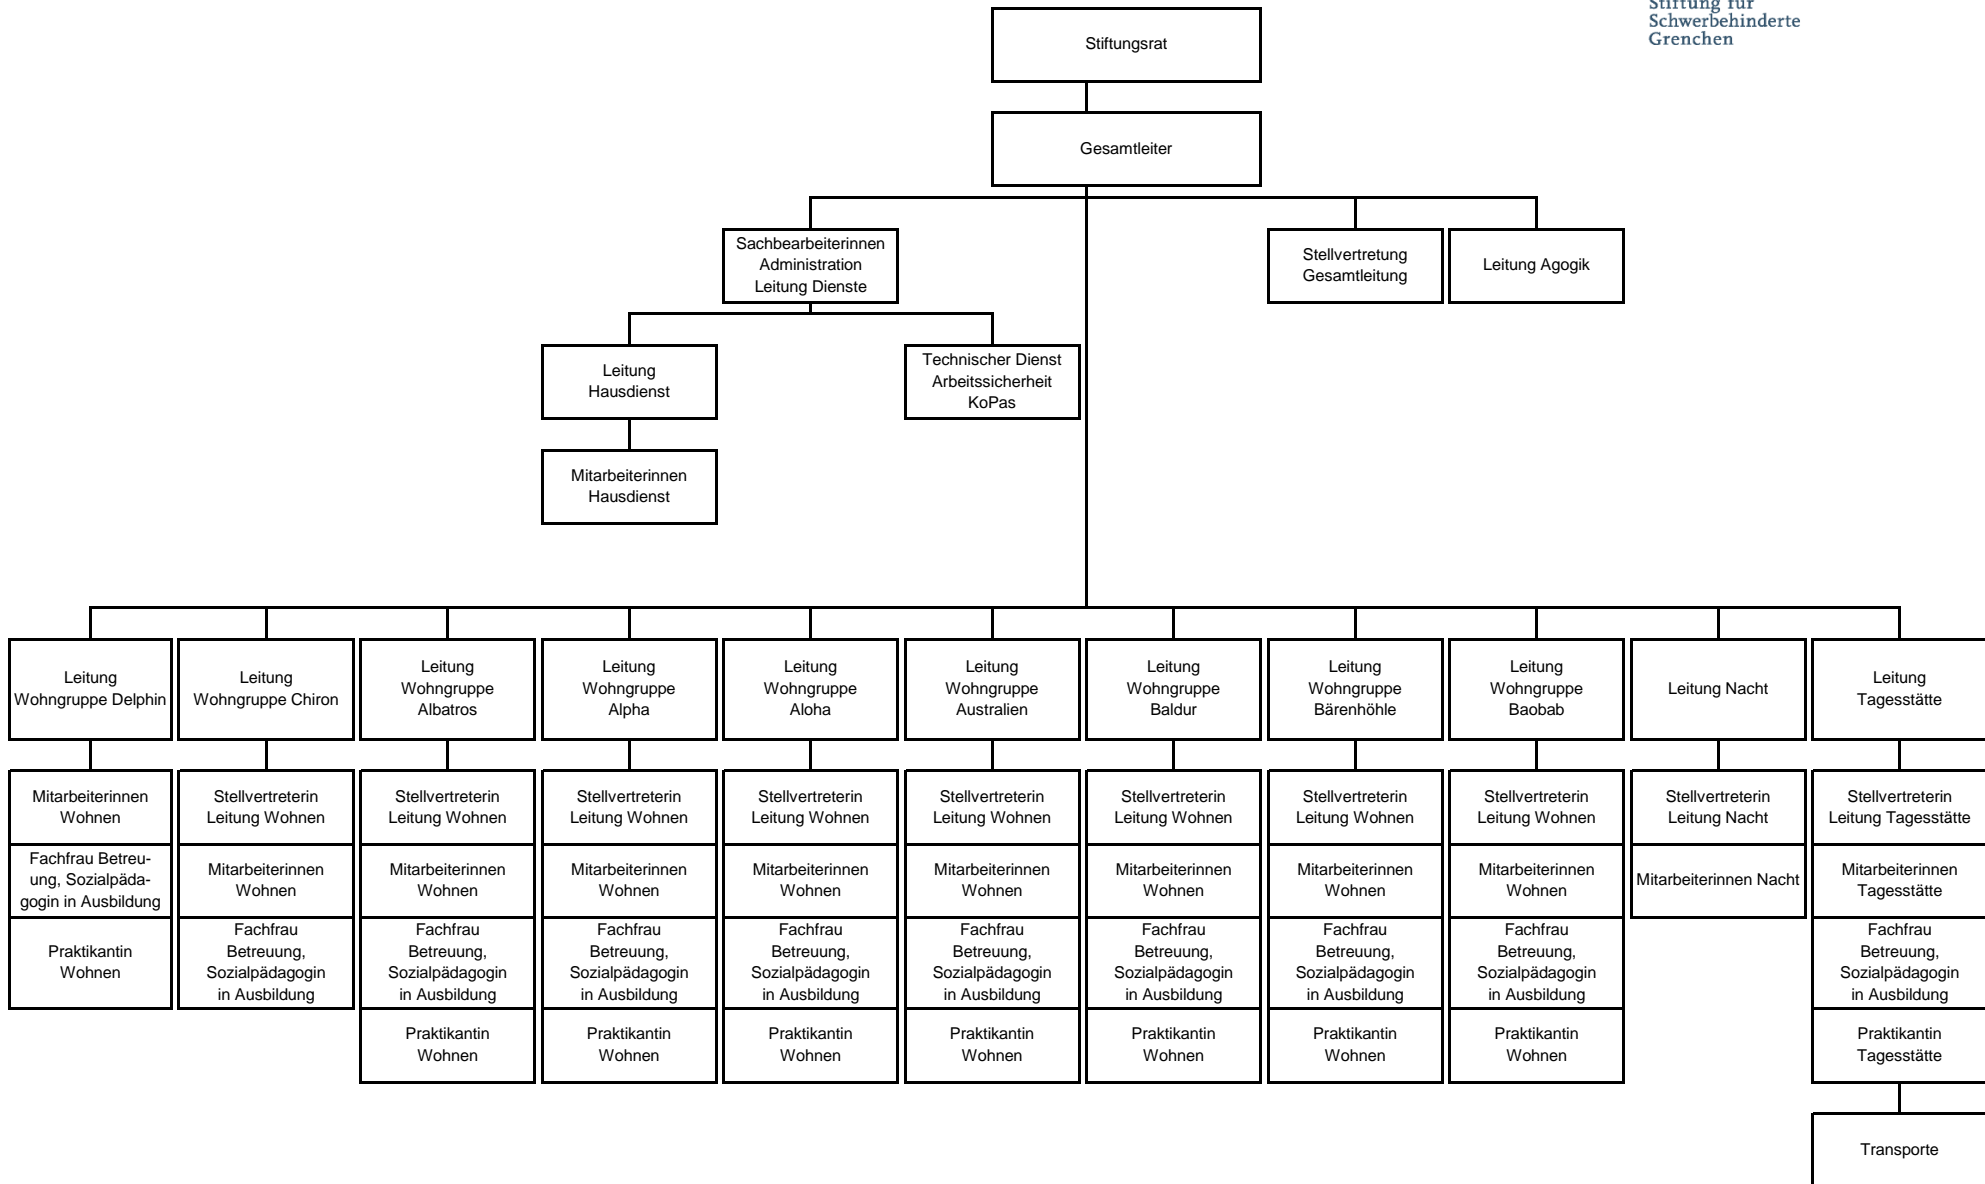 Stiftung für
Schwerbehinderte
Grenchen
Stiftungsrat
Gesamtleiter
Sachbearbeiterinnen
Administration
Leitung Dienste
Stellvertretung
Gesamtleitung
Leitung Agogik
Leitung
Hausdienst
Technischer Dienst
Arbeitssicherheit
KoPas
Mitarbeiterinnen
Hausdienst
Leitung
Wohngruppe Delphin
Leitung
Wohngruppe Chiron
Leitung
Wohngruppe
Albatros
Leitung
Wohngruppe
Alpha
Leitung
Wohngruppe
Aloha
Leitung
Wohngruppe
Australien
Leitung
Wohngruppe
Baldur
Leitung
Wohngruppe
Bärenhöhle
Leitung
Wohngruppe
Baobab
Leitung Nacht
Leitung
Tagesstätte
Mitarbeiterinnen
Wohnen
Stellvertreterin
Leitung Wohnen
Stellvertreterin
Leitung Wohnen
Stellvertreterin
Leitung Wohnen
Stellvertreterin
Leitung Wohnen
Stellvertreterin
Leitung Wohnen
Stellvertreterin
Leitung Wohnen
Stellvertreterin
Leitung Wohnen
Stellvertreterin
Leitung Wohnen
Stellvertreterin
Leitung Nacht
Stellvertreterin
Leitung Tagesstätte
Fachfrau Betreu-
ung, Sozialpäda-
gogin in Ausbildung
Mitarbeiterinnen
Wohnen
Mitarbeiterinnen
Wohnen
Mitarbeiterinnen
Wohnen
Mitarbeiterinnen
Wohnen
Mitarbeiterinnen
Wohnen
Mitarbeiterinnen
Wohnen
Mitarbeiterinnen
Wohnen
Mitarbeiterinnen
Wohnen
Mitarbeiterinnen Nacht
Mitarbeiterinnen
Tagesstätte
Praktikantin
Wohnen
Fachfrau
Betreuung,
Sozialpädagogin
in Ausbildung
Fachfrau
Betreuung,
Sozialpädagogin
in Ausbildung
Fachfrau
Betreuung,
Sozialpädagogin
in Ausbildung
Fachfrau
Betreuung,
Sozialpädagogin
in Ausbildung
Fachfrau
Betreuung,
Sozialpädagogin
in Ausbildung
Fachfrau
Betreuung,
Sozialpädagogin
in Ausbildung
Fachfrau
Betreuung,
Sozialpädagogin
in Ausbildung
Fachfrau
Betreuung,
Sozialpädagogin
in Ausbildung
Fachfrau
Betreuung,
Sozialpädagogin
in Ausbildung
Praktikantin
Wohnen
Praktikantin
Wohnen
Praktikantin
Wohnen
Praktikantin
Wohnen
Praktikantin
Wohnen
Praktikantin
Wohnen
Praktikantin
Wohnen
Praktikantin
Tagesstätte
Transporte